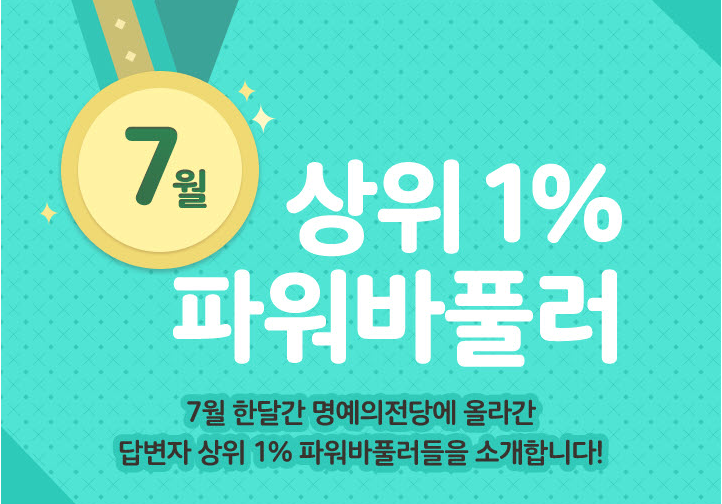 7월
상위 1%
파워바풀러
7월 한달간 명예의전당에 올라간
답변자 상위 1% 파워바풀러들을 소개합니다!